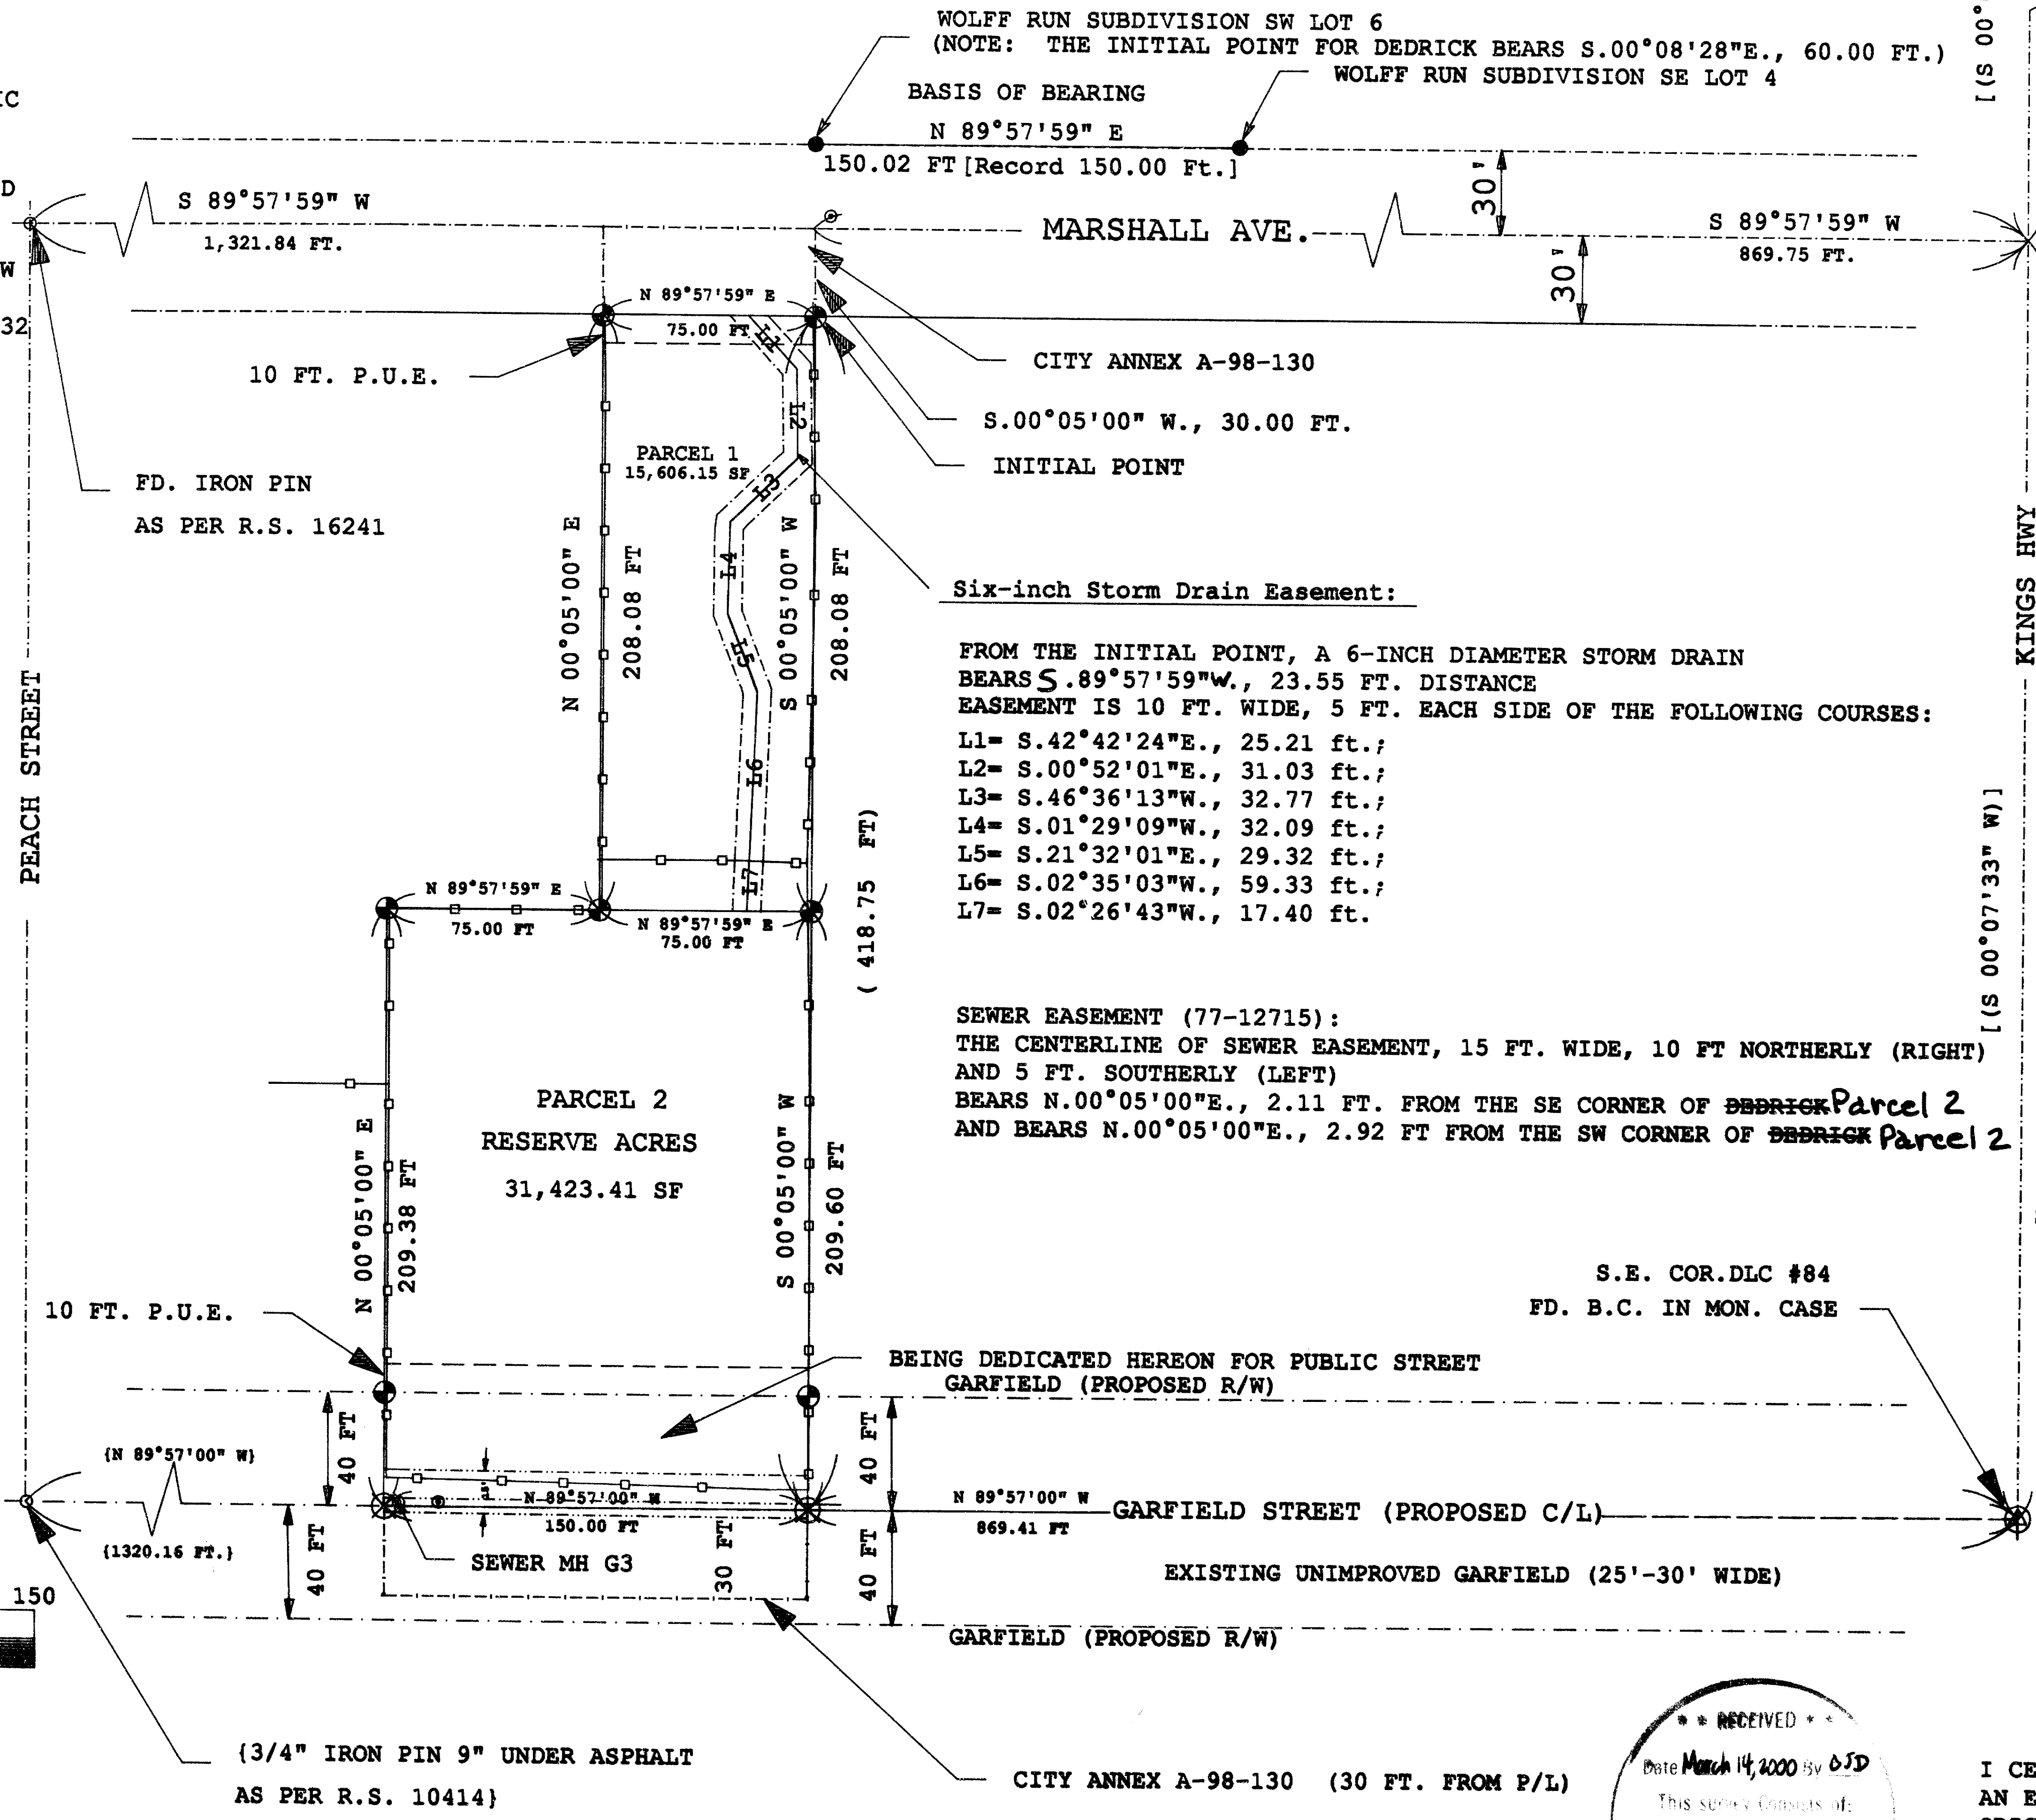 WOLFF RUN SUBDIVISION SW LOT 6
(NOTE: THE INITIAL POINT FOR DEDRICK BEARS S.00°08'28"E., 60.00 FT.)
WOLFF RUN SUBDIVISION SE LOT 4
[(S 00°
IC
BASIS OF BEARING
N 89°57'59" E
150.02 FT [Record 150.00 Ft.]
D
S 89°57'59" W
1,321.84 FT.
MARSHALL AVE.
30'
30'
S 89°57'59" W
869.75 FT.
W
32
N 89°57'59" E
75.00 FT
L1
10 FT. P.U.E.
CITY ANNEX A-98-130
S.00°05'00" W., 30.00 FT.
INITIAL POINT
L2
PARCEL 1
15,606.15 SF
L3
FD. IRON PIN
AS PER R.S. 16241
N 00°05'00" E
208.08 FT
L4
L5
L6
L7
S 00°05'00" W
208.08 FT
KINGS HWY
PEACH STREET
Six-inch Storm Drain Easement:
FROM THE INITIAL POINT, A 6-INCH DIAMETER STORM DRAIN
BEARS S.89°57'59"W., 23.55 FT. DISTANCE
EASEMENT IS 10 FT. WIDE, 5 FT. EACH SIDE OF THE FOLLOWING COURSES:
L1= S.42°42'24"E., 25.21 ft.;
L2= S.00°52'01"E., 31.03 ft.;
L3= S.46°36'13"W., 32.77 ft.;
L4= S.01°29'09"W., 32.09 ft.;
L5= S.21°32'01"E., 29.32 ft.;
L6= S.02°35'03"W., 59.33 ft.;
L7= S.02°26'43"W., 17.40 ft.
( 418.75 FT)
[(S 00°07'33" W)]
N 89°57'59" E
75.00 FT
N 89°57'59" E
75.00 FT
SEWER EASEMENT (77-12715):
THE CENTERLINE OF SEWER EASEMENT, 15 FT. WIDE, 10 FT NORTHERLY (RIGHT)
AND 5 FT. SOUTHERLY (LEFT)
BEARS N.00°05'00"E., 2.11 FT. FROM THE SE CORNER OF DEDRICK Parcel 2
AND BEARS N.00°05'00"E., 2.92 FT FROM THE SW CORNER OF DEDRICK Parcel 2
PARCEL 2
RESERVE ACRES
31,423.41 SF
N 00°05'00" E
209.38 FT
S 00°05'00" W
209.60 FT
10 FT. P.U.E.
S.E. COR.DLC #84
FD. B.C. IN MON. CASE
BEING DEDICATED HEREON FOR PUBLIC STREET
GARFIELD (PROPOSED R/W)
40 FT
40 FT
{N 89°57'00" W}
{1320.16 FT.}
15'
N 89°57'00" W
150.00 FT
N 89°57'00" W
869.41 FT
GARFIELD STREET (PROPOSED C/L)
SEWER MH G3
40 FT
30 FT
40 FT
EXISTING UNIMPROVED GARFIELD (25'-30' WIDE)
150
GARFIELD (PROPOSED R/W)
{3/4" IRON PIN 9" UNDER ASPHALT
AS PER R.S. 10414}
CITY ANNEX A-98-130 (30 FT. FROM P/L)
* * RECEIVED * *
Date March 14, 2000 By
This survey Consists of:
I CE
AN E